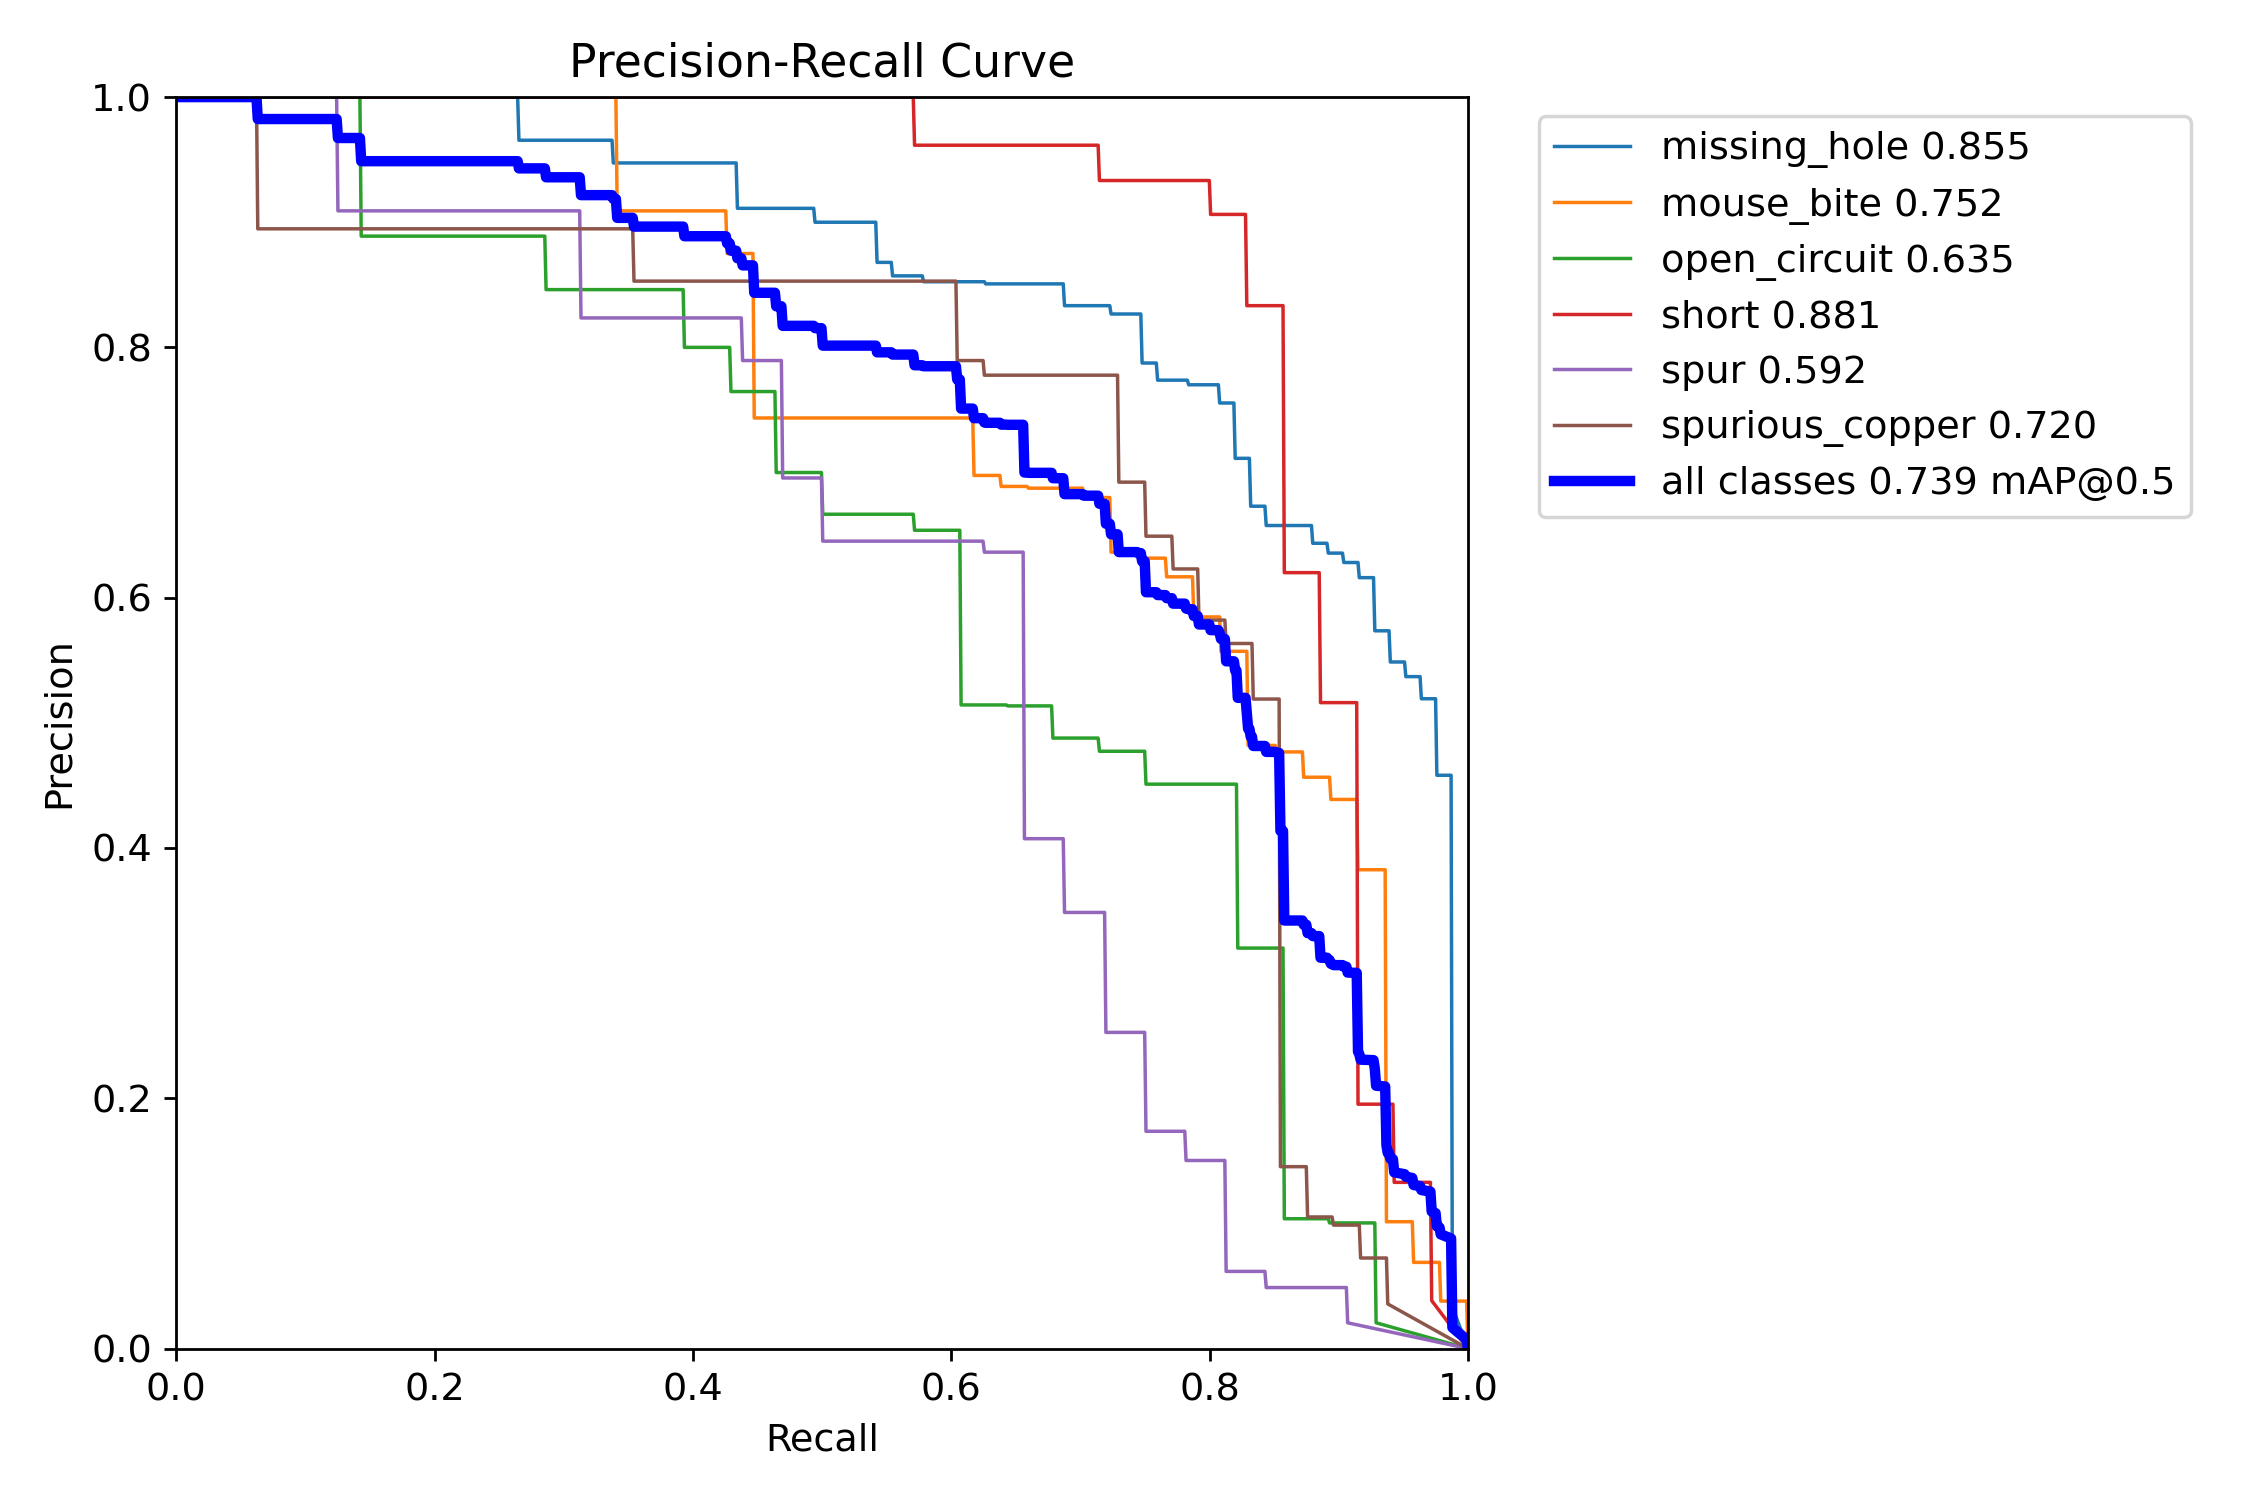 Precision-Recall Curve
1.0
0.8
0.6
0.4
0.2
0.0
Precision
0.0 0.2 0.4 0.6 0.8 1.0
Recall
missing_hole 0.855
mouse_bite 0.752
open_circuit 0.635
short 0.881
spur 0.592
spurious_copper 0.720
all classes 0.739 mAP@0.5